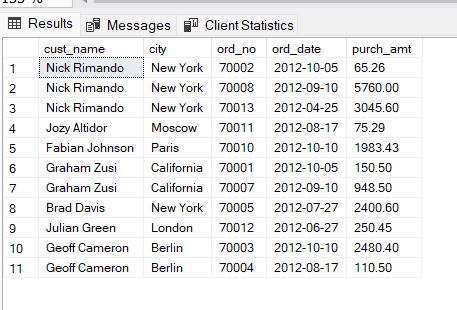 Results Messages Client Statistics
cust_name city ord_no ord_date purch_amt
1 Nick Rimando New York 70002 2012-10-05 65.26
2 Nick Rimando New York 70008 2012-09-10 5760.00
3 Nick Rimando New York 70013 2012-04-25 3045.60
4 Jozy Altidor Moscow 70011 2012-08-17 75.29
5 Fabian Johnson Paris 70010 2012-10-10 1983.43
6 Graham Zusi California 70001 2012-10-05 150.50
7 Graham Zusi California 70007 2012-09-10 948.50
8 Brad Davis New York 70005 2012-07-27 2400.60
9 Julian Green London 70012 2012-06-27 250.45
10 Geoff Cameron Berlin 70003 2012-10-10 2480.40
11 Geoff Cameron Berlin 70004 2012-08-17 110.50